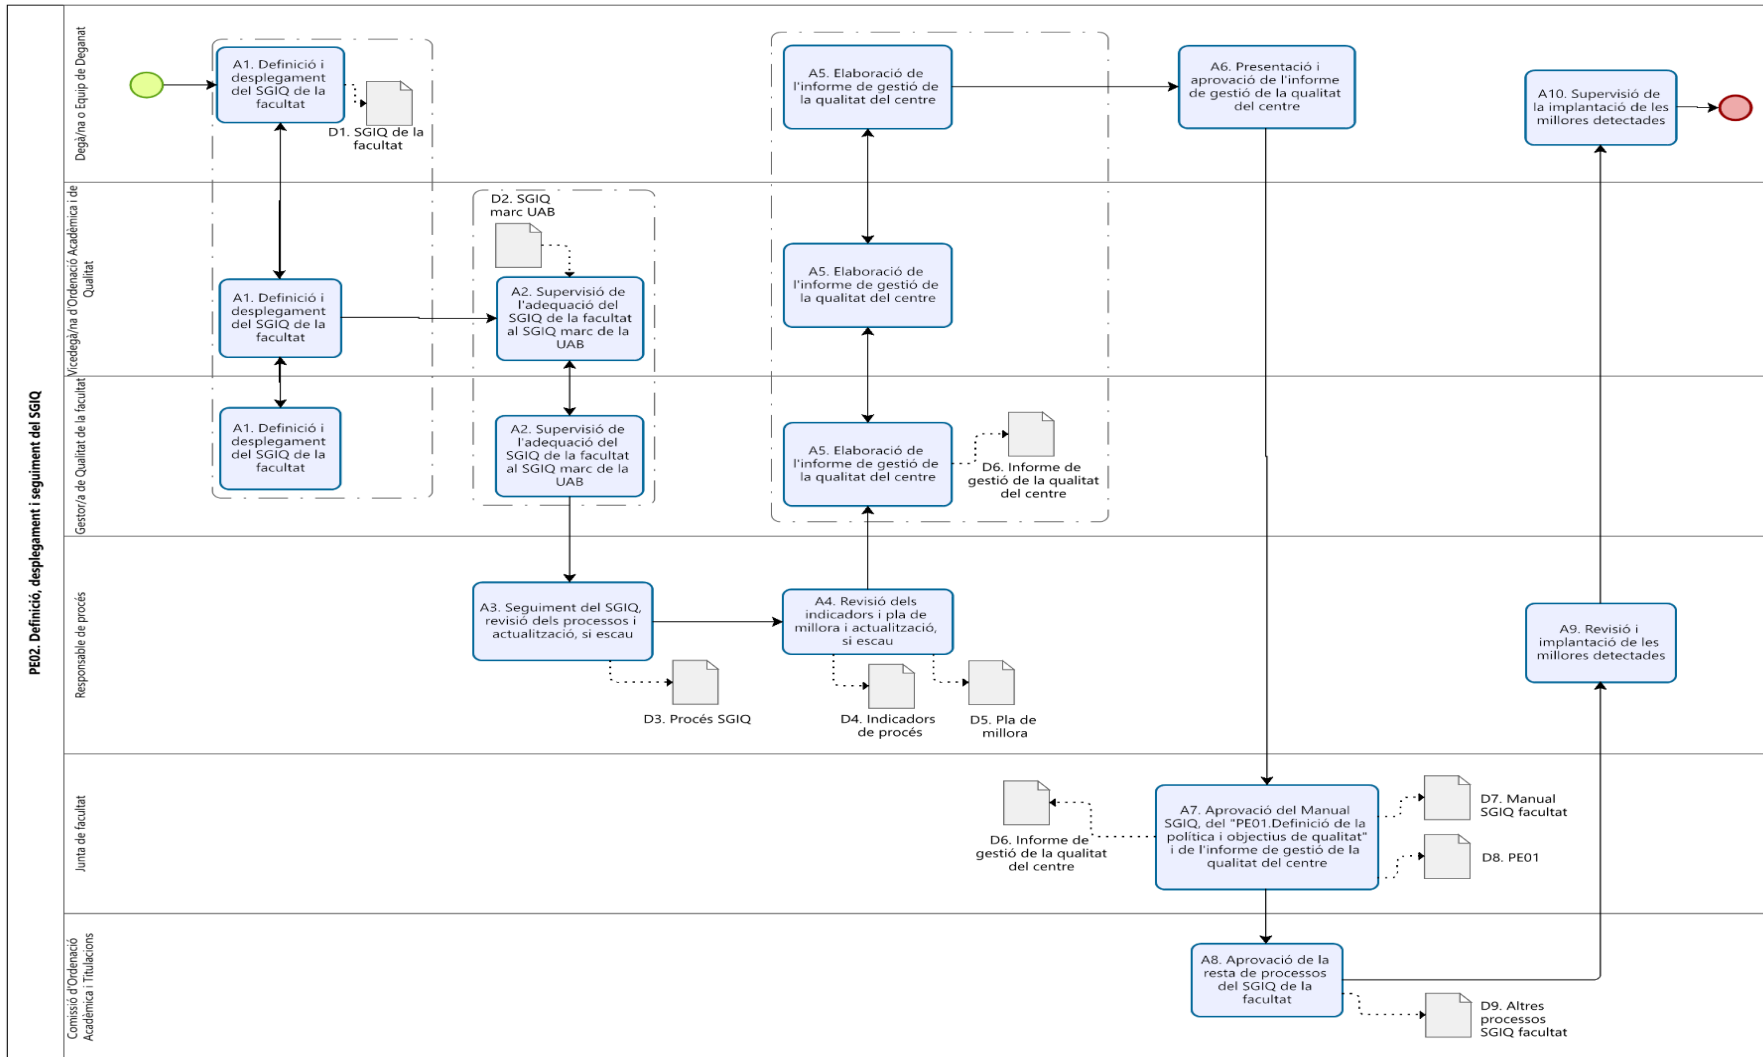 PE02. Definició, desplegament i seguiment del SGIQ
Degà/na o Equip de Deganat
A1. Definició i
desplegament
del SGIQ de la
facultat
D1. SGIQ de la
facultat
A5. Elaboració de
l'informe de gestió de
la qualitat del centre
A6. Presentació i
aprovació de l'informe
de gestió de la qualitat
del centre
A10. Supervisió de
la implantació de les
millores detectades
Vicedegà/na d'Ordenació Acadèmica i de
Qualitat
A1. Definició i
desplegament
del SGIQ de la
facultat
D2. SGIQ
marc UAB
A2. Supervisió de
l'adequació del
SGIQ de la facultat
al SGIQ marc de la
UAB
A5. Elaboració de
l'informe de gestió de
la qualitat del centre
Gestor/a de Qualitat de la facultat
A1. Definició i
desplegament
del SGIQ de la
facultat
A2. Supervisió de
l'adequació del
SGIQ de la facultat
al SGIQ marc de la
UAB
A5. Elaboració de
l'informe de gestió de
la qualitat del centre
D6. Informe de
gestió de la qualitat
del centre
Responsable de procés
A3. Seguiment del SGIQ,
revisió dels processos i
actualització, si escau
D3. Procés SGIQ
A4. Revisió dels
indicadors i pla de
millora i actualització,
si escau
D4. Indicadors
de procés
D5. Pla de
millora
A9. Revisió i
implantació de les
millores detectades
Junta de facultat
D6. Informe de
gestió de la qualitat
del centre
A7. Aprovació del Manual
SGIQ, del "PE01.Definició de la
política i objectius de qualitat"
i de l'informe de gestió de la
qualitat del centre
D7. Manual
SGIQ facultat
D8. PE01
Comissió d'Ordenació
Acadèmica i Titulacions
A8. Aprovació de la
resta de processos
del SGIQ de la
facultat
D9. Altres
processos
SGIQ facultat